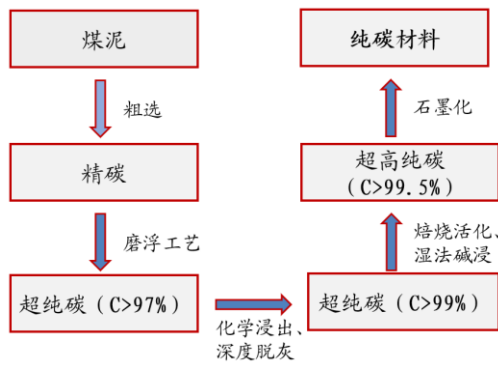 煤泥
粗选
精碳
磨浮工艺
超纯碳（C>97%）
化学浸出、
深度脱灰
超纯碳（C>99%）
焙烧活化、
湿法碱浸
超高纯碳
（C>99.5%）
石墨化
纯碳材料